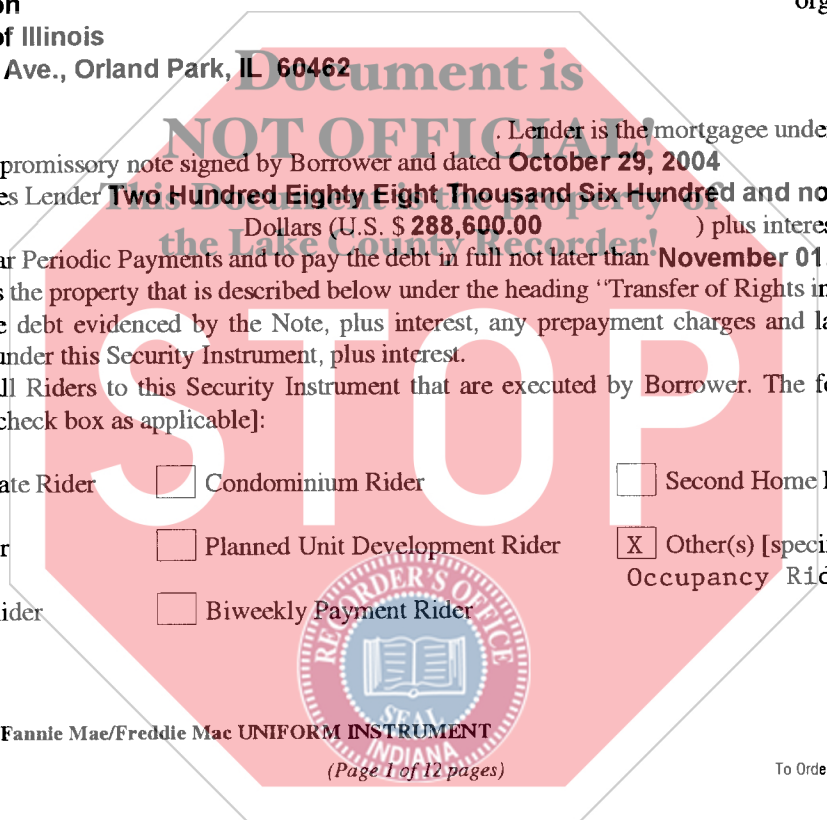 on
org
of Illinois
Ave., Orland Park, IL 60462
Document is
NOT OFFICIAL!
. Lender is the mortgagee unde
promissory note signed by Borrower and dated October 29, 2004
es Lender Two Hundred Eighty Eight Thousand Six Hundred and no
This Document is the property of
Dollars (U.S. $ 288,600.00 ) plus interes
the Lake County Recorder!
ar Periodic Payments and to pay the debt in full not later than November 01
s the property that is described below under the heading “Transfer of Rights in
e debt evidenced by the Note, plus interest, any prepayment charges and la
under this Security Instrument, plus interest.
ll Riders to this Security Instrument that are executed by Borrower. The fo
check box as applicable]:
STOP
ate Rider Condominium Rider Second Home
r Planned Unit Development Rider X Other(s) [speci
Occupancy Rid
ider Biweekly Payment Rider
RECORDER'S OFFICE
SEAL
INDIANA
Fannie Mae/Freddie Mac UNIFORM INSTRUMENT
(Page 1 of 12 pages)
To Orde